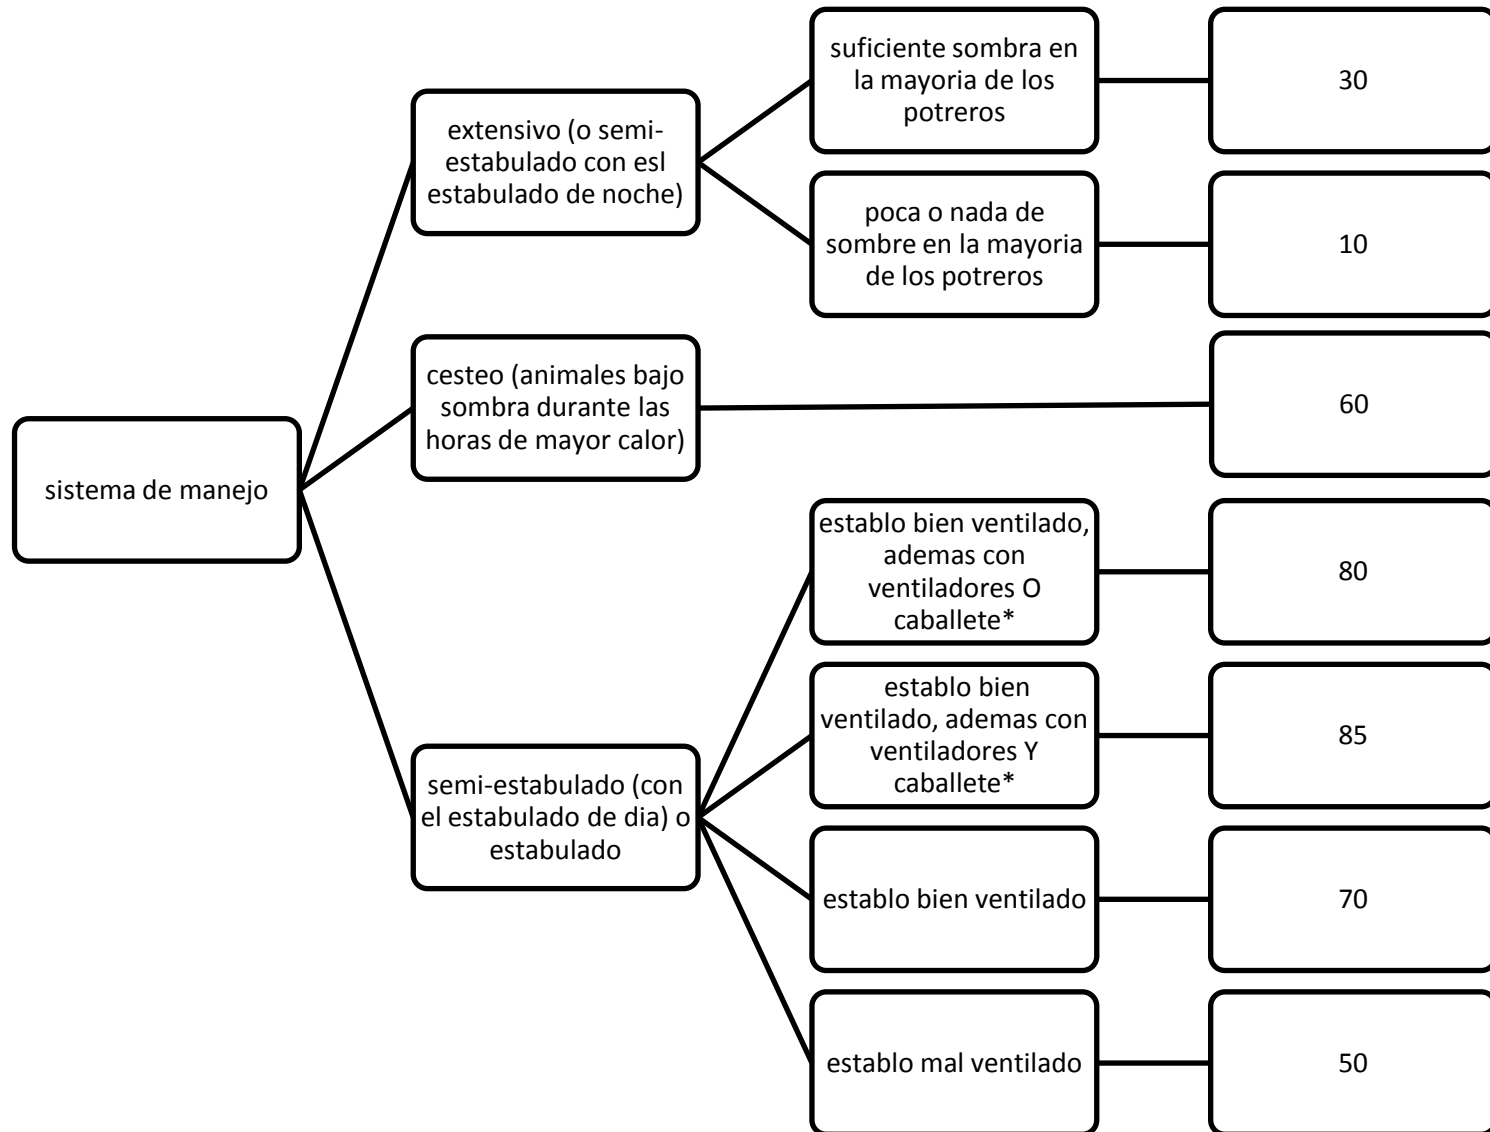 sistema de manejo
extensivo (o semi-
estabulado con esl
estabulado de noche)
suficiente sombra en
la mayoria de los
potreros
30
poca o nada de
sombre en la mayoria
de los potreros
10
cesteo (animales bajo
sombra durante las
horas de mayor calor)
60
semi-estabulado (con
el estabulado de dia) o
estabulado
establo bien ventilado,
ademas con
ventiladores O
caballete*
80
establo bien
ventilado, ademas con
ventiladores Y
caballete*
85
establo bien ventilado
70
establo mal ventilado
50